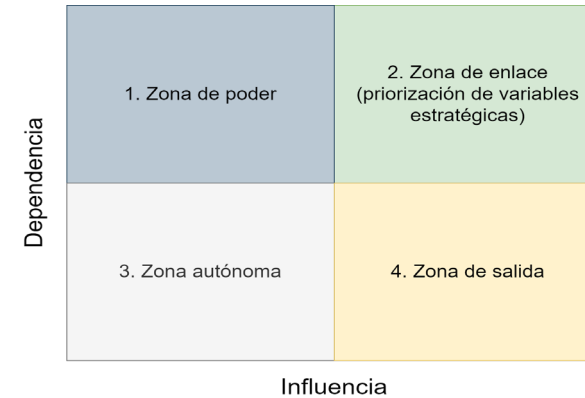 Dependencia
1. Zona de poder
2. Zona de enlace
(priorización de variables
estratégicas)
3. Zona autónoma
4. Zona de salida
Influencia